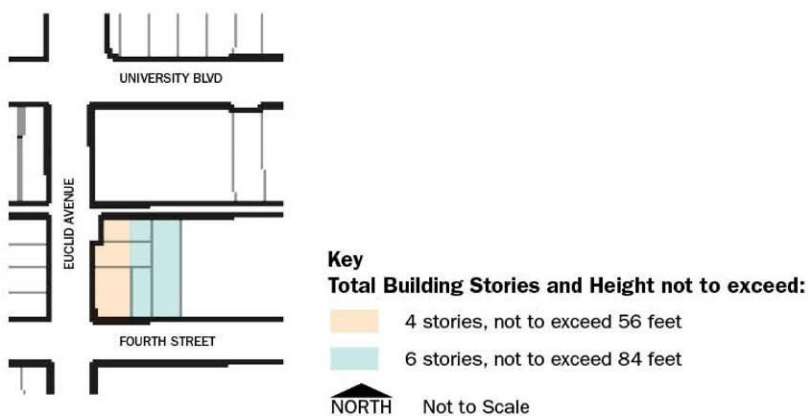 UNIVERSITY BLVD
EUCLID AVENUE
FOURTH STREET
Key
Total Building Stories and Height not to exceed:
4 stories, not to exceed 56 feet
6 stories, not to exceed 84 feet
NORTH Not to Scale